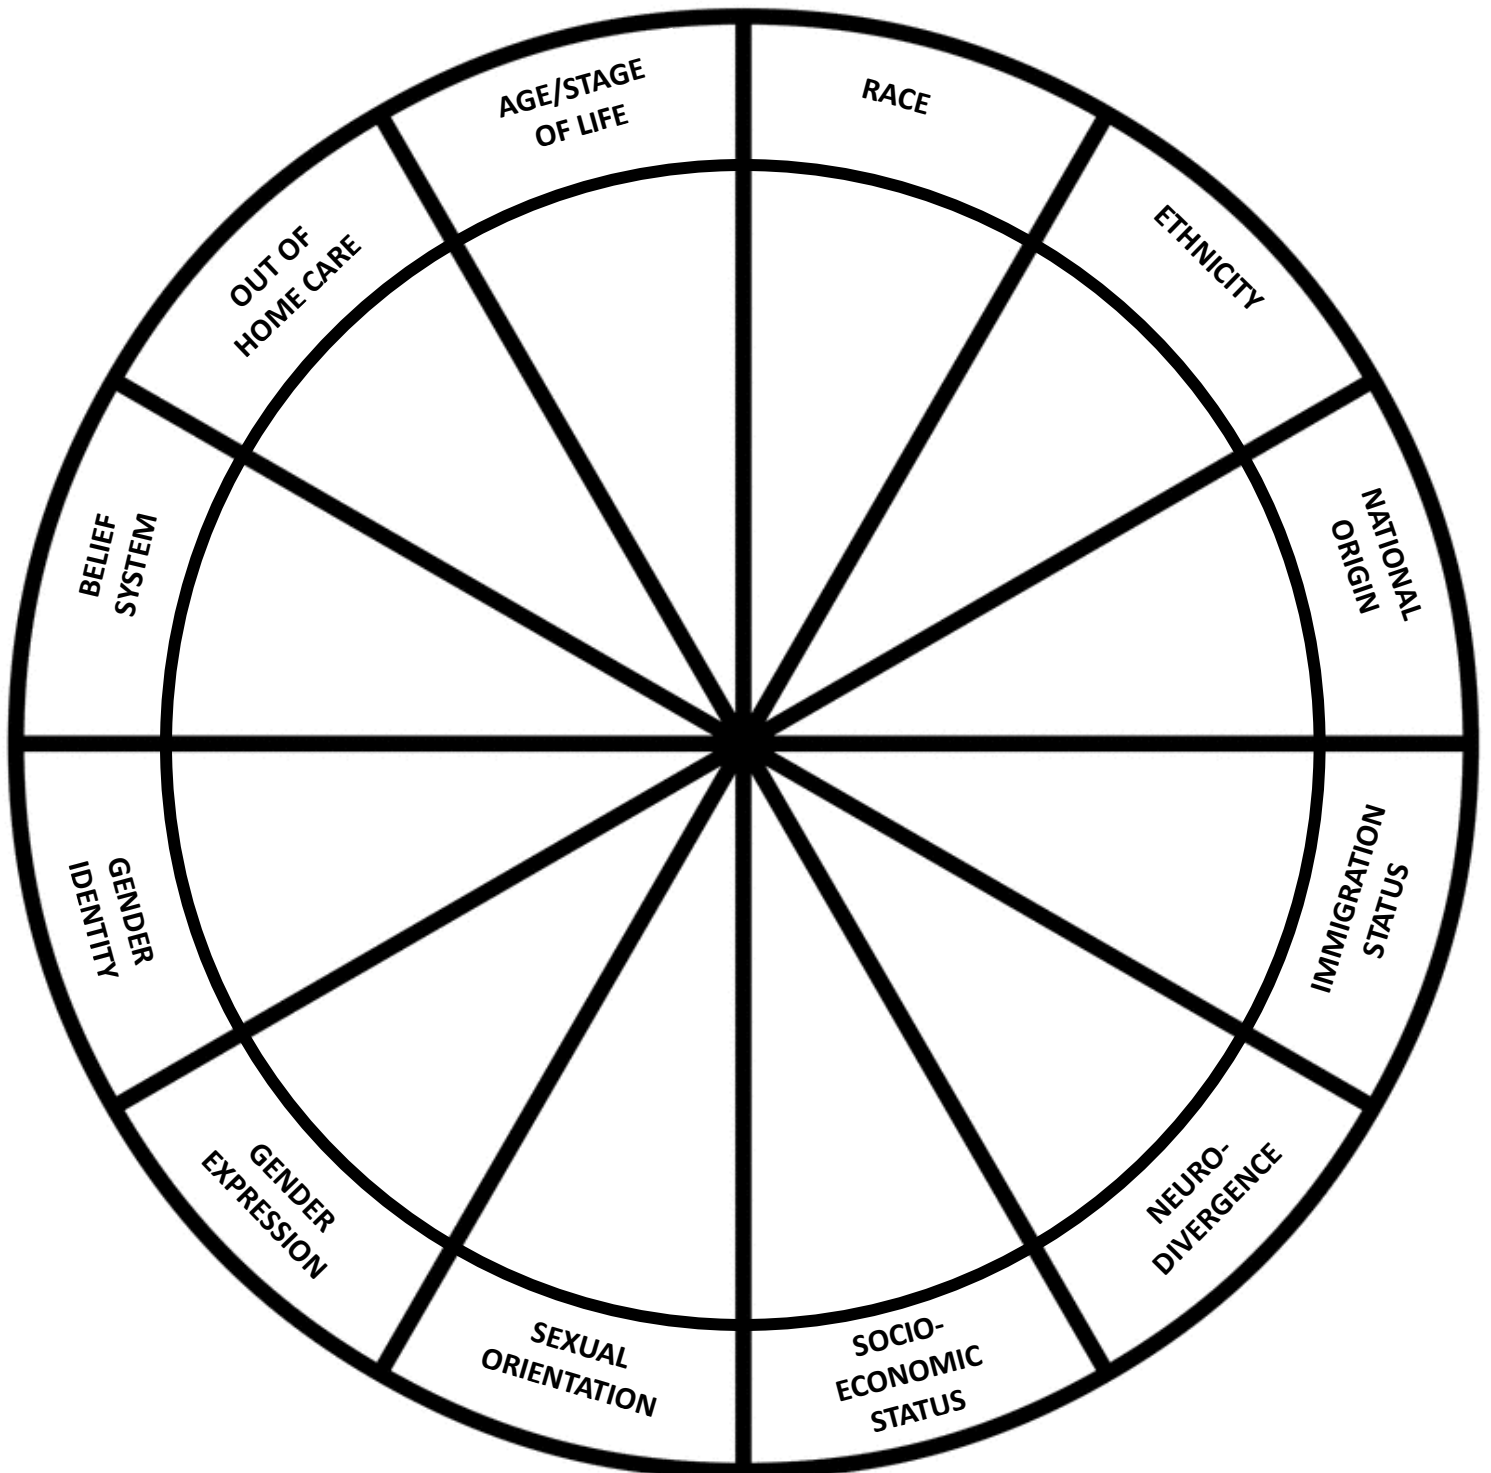 AGE/STAGE
OF LIFE
RACE
ETHNICITY
NATIONAL
ORIGIN
IMMIGRATION
STATUS
NEURO-
DIVERGENCE
SOCIO-
ECONOMIC
STATUS
SEXUAL
ORIENTATION
GENDER
EXPRESSION
GENDER
IDENTITY
BELIEF
SYSTEM
OUT OF
HOME CARE